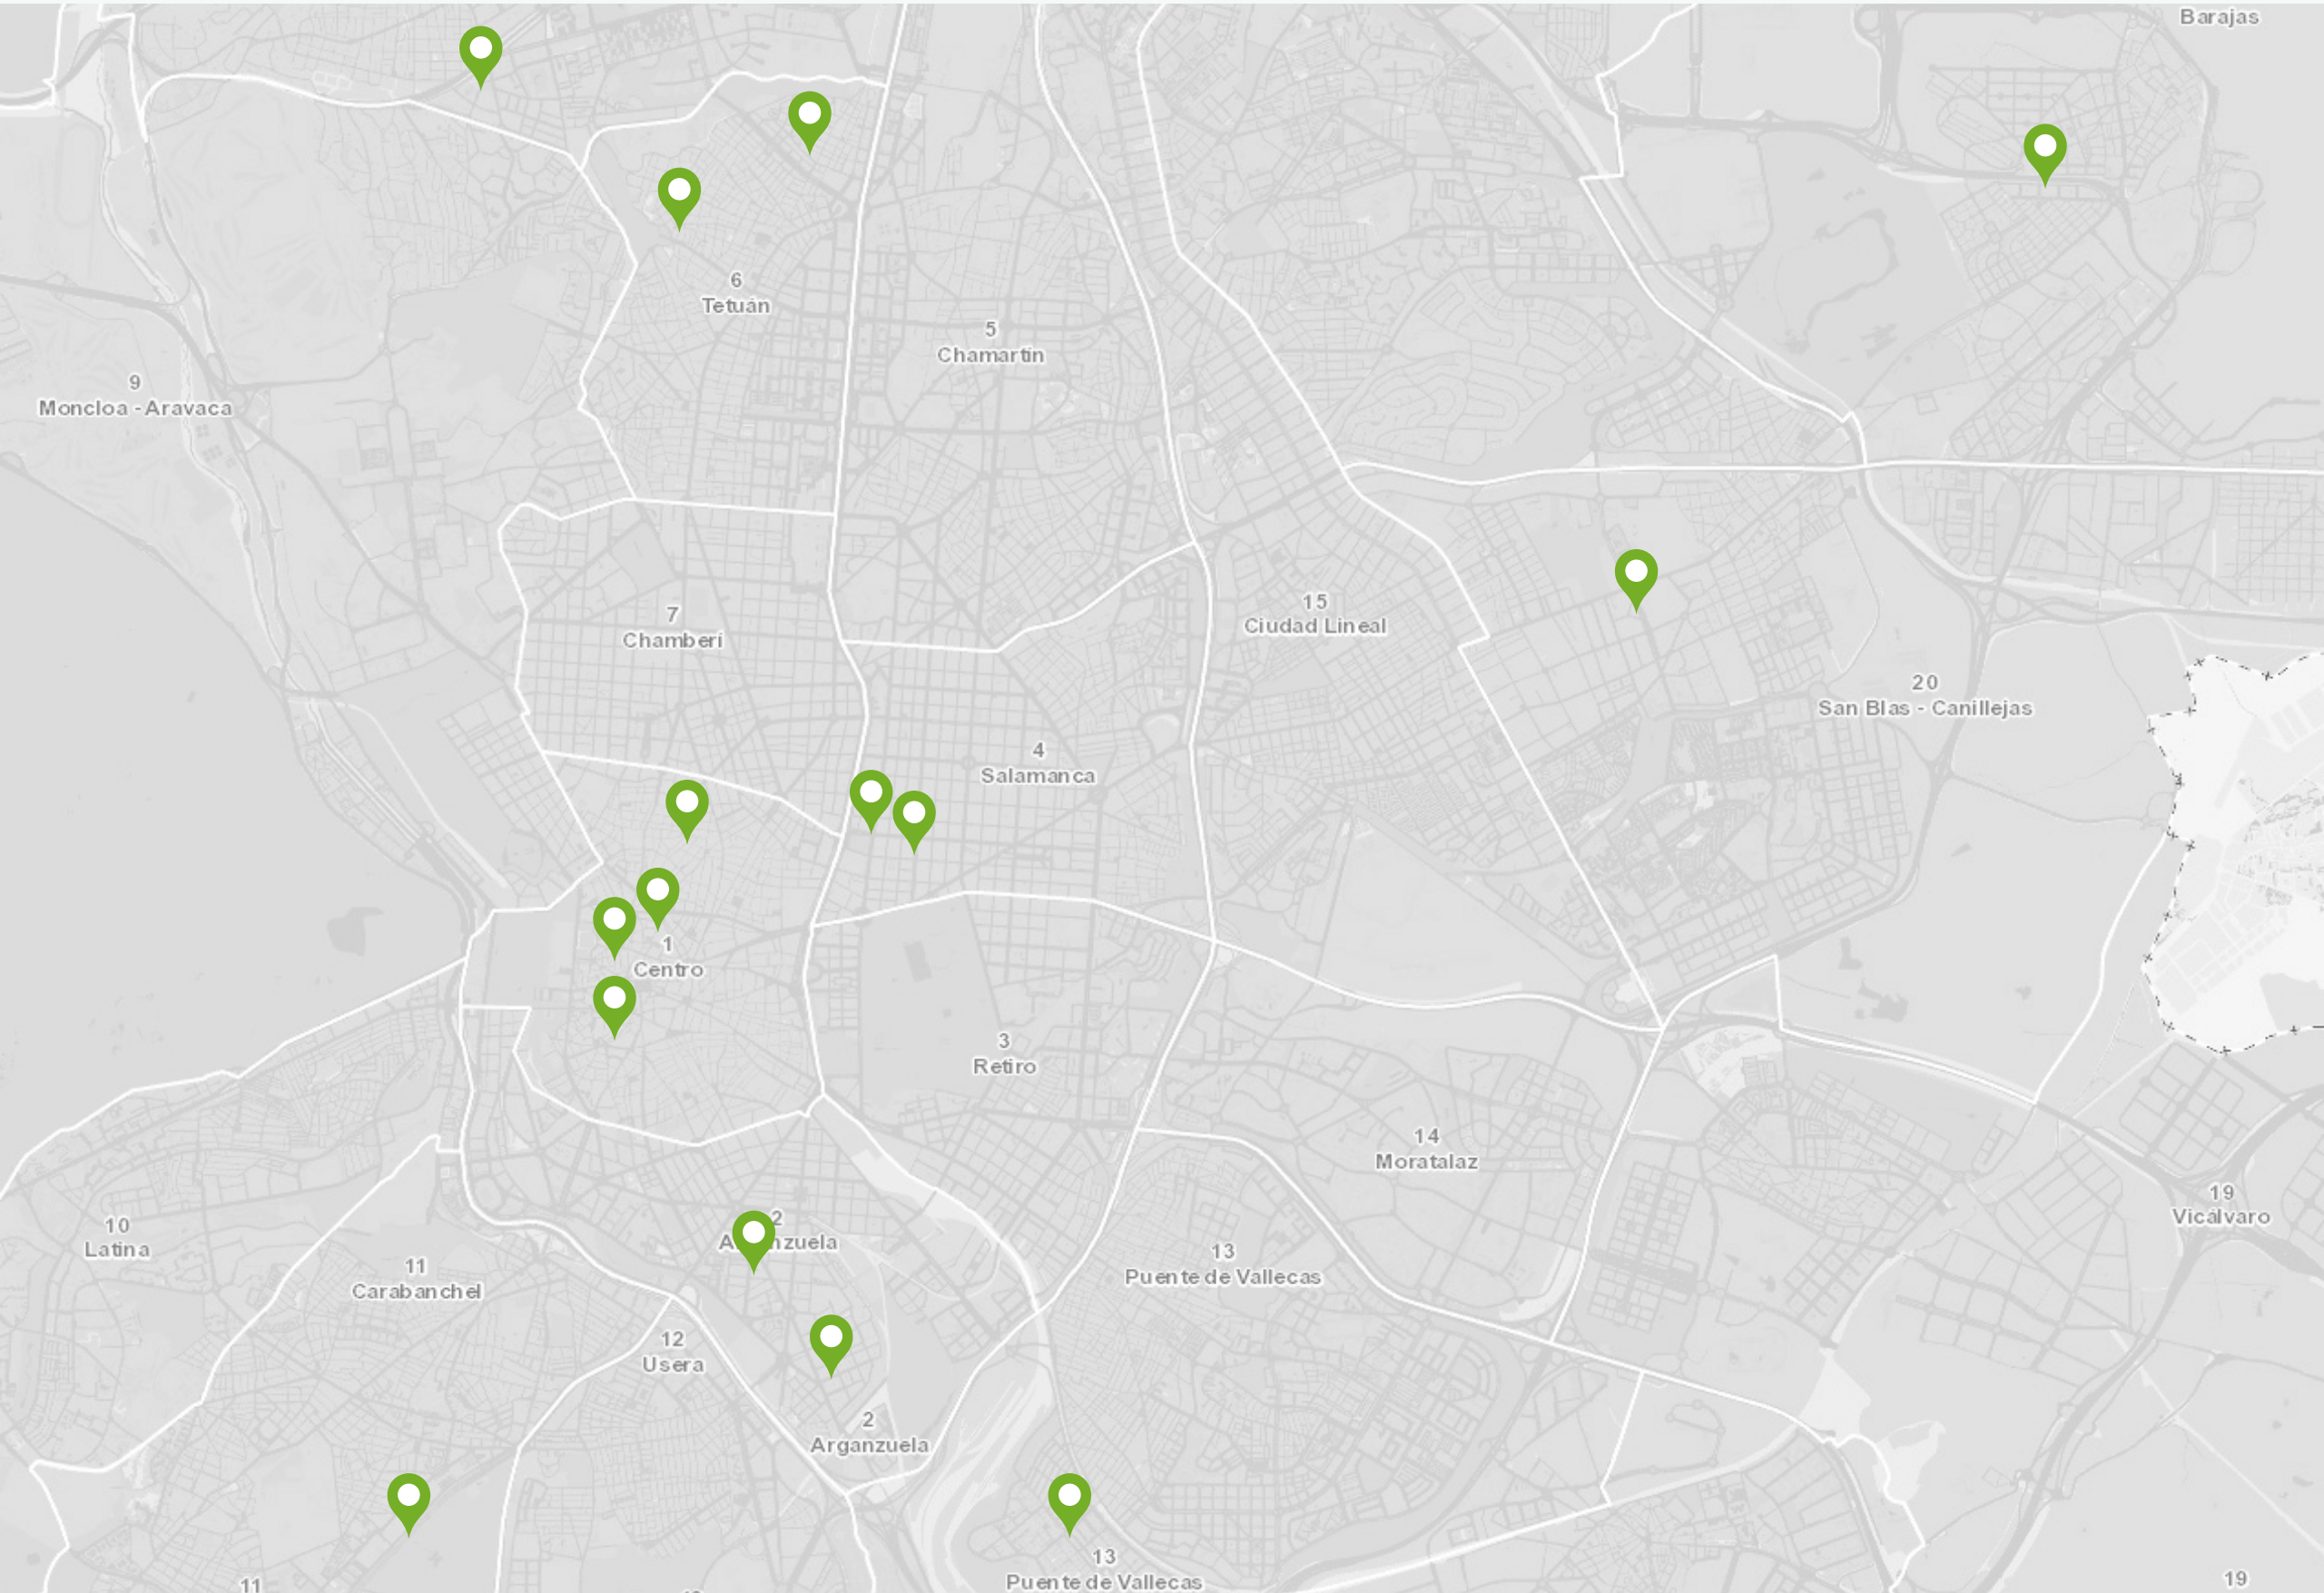 Barajas
6
Tetuán
5
Chamartín
9
Moncloa - Aravaca
7
Chamberí
15
Ciudad Lineal
20
San Blas - Canillejas
4
Salamanca
1
Centro
3
Retiro
14
Moratalaz
19
Vicálvaro
2
10
Latina
11
Carabanchel
13
Puente de Vallecas
12
Usera
2
Arganzuela
13
Puente de Vallecas
11
19